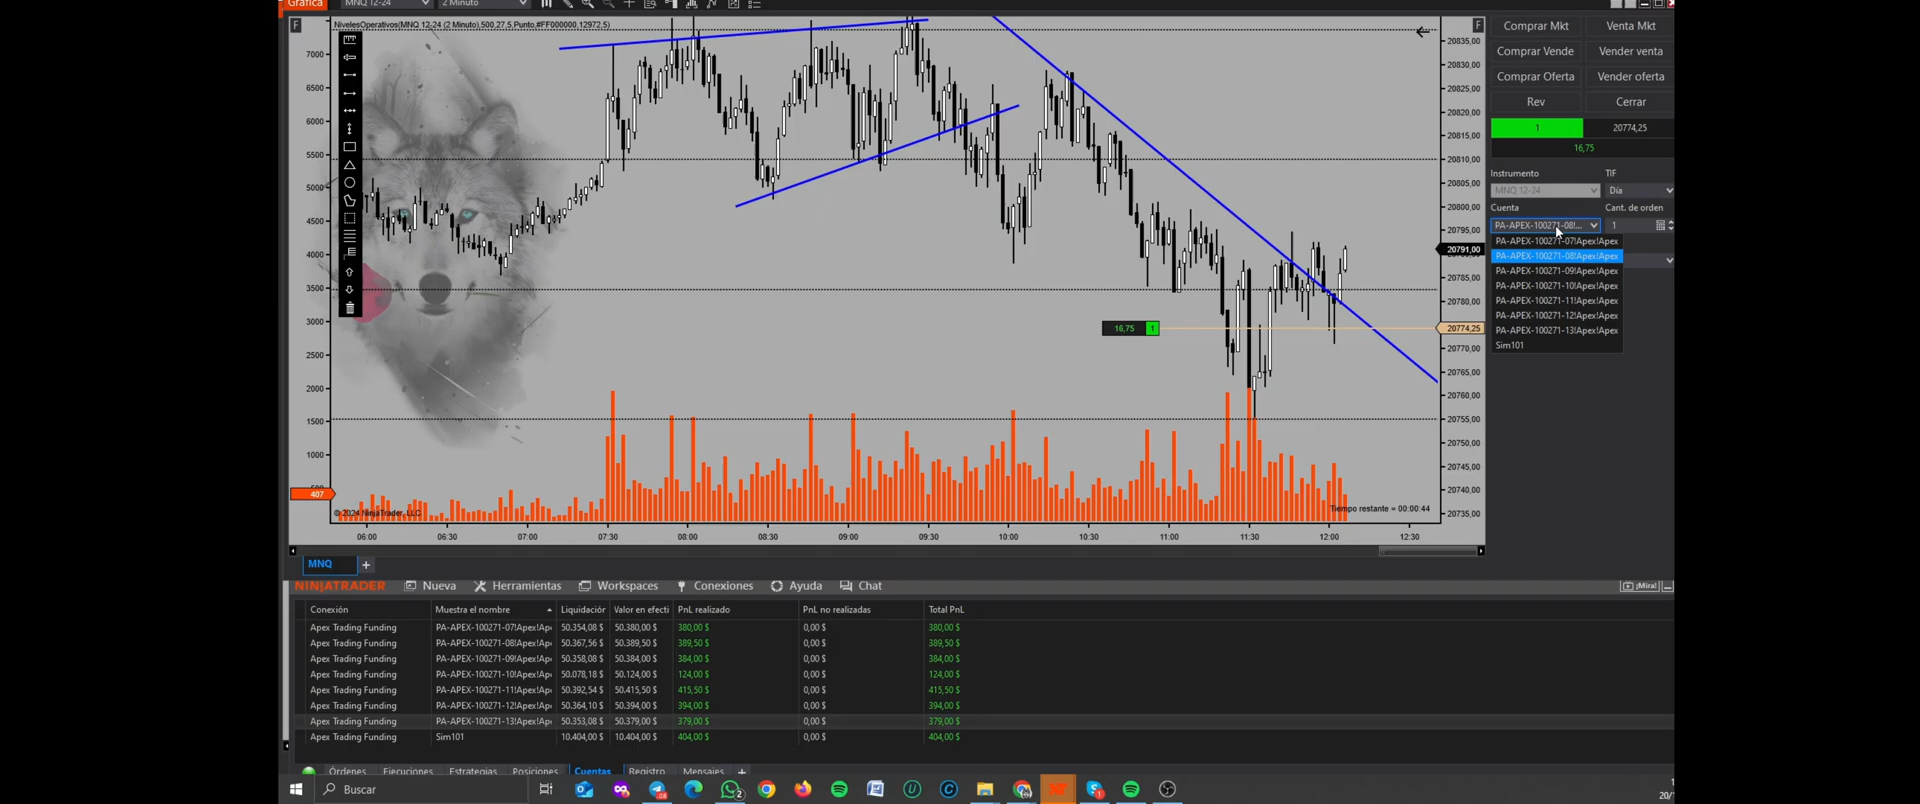 Gráfica
MNQ 12-24
2 Minuto
F
NivelesOperativos(MNQ 12-24 (2 Minuto),500,27,5,Punto,#FF000000,12972,5)
F
7000
6500
6000
5500
5000
4500
4000
3500
3000
2500
2000
1500
1000
407
20835,00
20830,00
20825,00
20820,00
20815,00
20810,00
20805,00
20800,00
20795,00
20791,00
20785,00
20780,00
20774,25
20770,00
20765,00
20760,00
20755,00
20750,00
20745,00
20740,00
20735,00
16,75 1
© 2024 NinjaTrader, LLC
Tiempo restante = 00:00:44
06:00 06:30 07:00 07:30 08:00 08:30 09:00 09:30 10:00 10:30 11:00 11:30 12:00 12:30
MNQ +
Comprar Mkt Venta Mkt
Comprar Vende Vender venta
Comprar Oferta Vender oferta
Rev Cerrar
1 20774,25
16,75
Instrumento TIF
MNQ 12-24 Día
Cuenta Cant. de orden
PA-APEX-100271-08!... 1
PA-APEX-100271-07!Apex!Apex
PA-APEX-100271-08!Apex!Apex
PA-APEX-100271-09!Apex!Apex
PA-APEX-100271-10!Apex!Apex
PA-APEX-100271-11!Apex!Apex
PA-APEX-100271-12!Apex!Apex
PA-APEX-100271-13!Apex!Apex
Sim101
NINJATRADER Nueva Herramientas Workspaces Conexiones Ayuda Chat ¡Mira!
Conexión Muestra el nombre Liquidación Valor en efecti PnL realizado PnL no realizadas Total PnL
Apex Trading Funding PA-APEX-100271-07!Apex!Ape 50.354,08 $ 50.380,00 $ 380,00 $ 0,00 $ 380,00 $
Apex Trading Funding PA-APEX-100271-08!Apex!Ape 50.367,56 $ 50.389,50 $ 389,50 $ 0,00 $ 389,50 $
Apex Trading Funding PA-APEX-100271-09!Apex!Ape 50.358,08 $ 50.384,00 $ 384,00 $ 0,00 $ 384,00 $
Apex Trading Funding PA-APEX-100271-10!Apex!Ape 50.078,18 $ 50.124,00 $ 124,00 $ 0,00 $ 124,00 $
Apex Trading Funding PA-APEX-100271-11!Apex!Ape 50.392,54 $ 50.415,50 $ 415,50 $ 0,00 $ 415,50 $
Apex Trading Funding PA-APEX-100271-12!Apex!Ape 50.364,10 $ 50.394,00 $ 394,00 $ 0,00 $ 394,00 $
Apex Trading Funding PA-APEX-100271-13!Apex!Ape 50.353,08 $ 50.379,00 $ 379,00 $ 0,00 $ 379,00 $
Apex Trading Funding Sim101 10.404,00 $ 10.404,00 $ 404,00 $ 0,00 $ 404,00 $
Órdenes Ejecuciones Estrategias Posiciones Cuentas Registro Mensajes +
Buscar